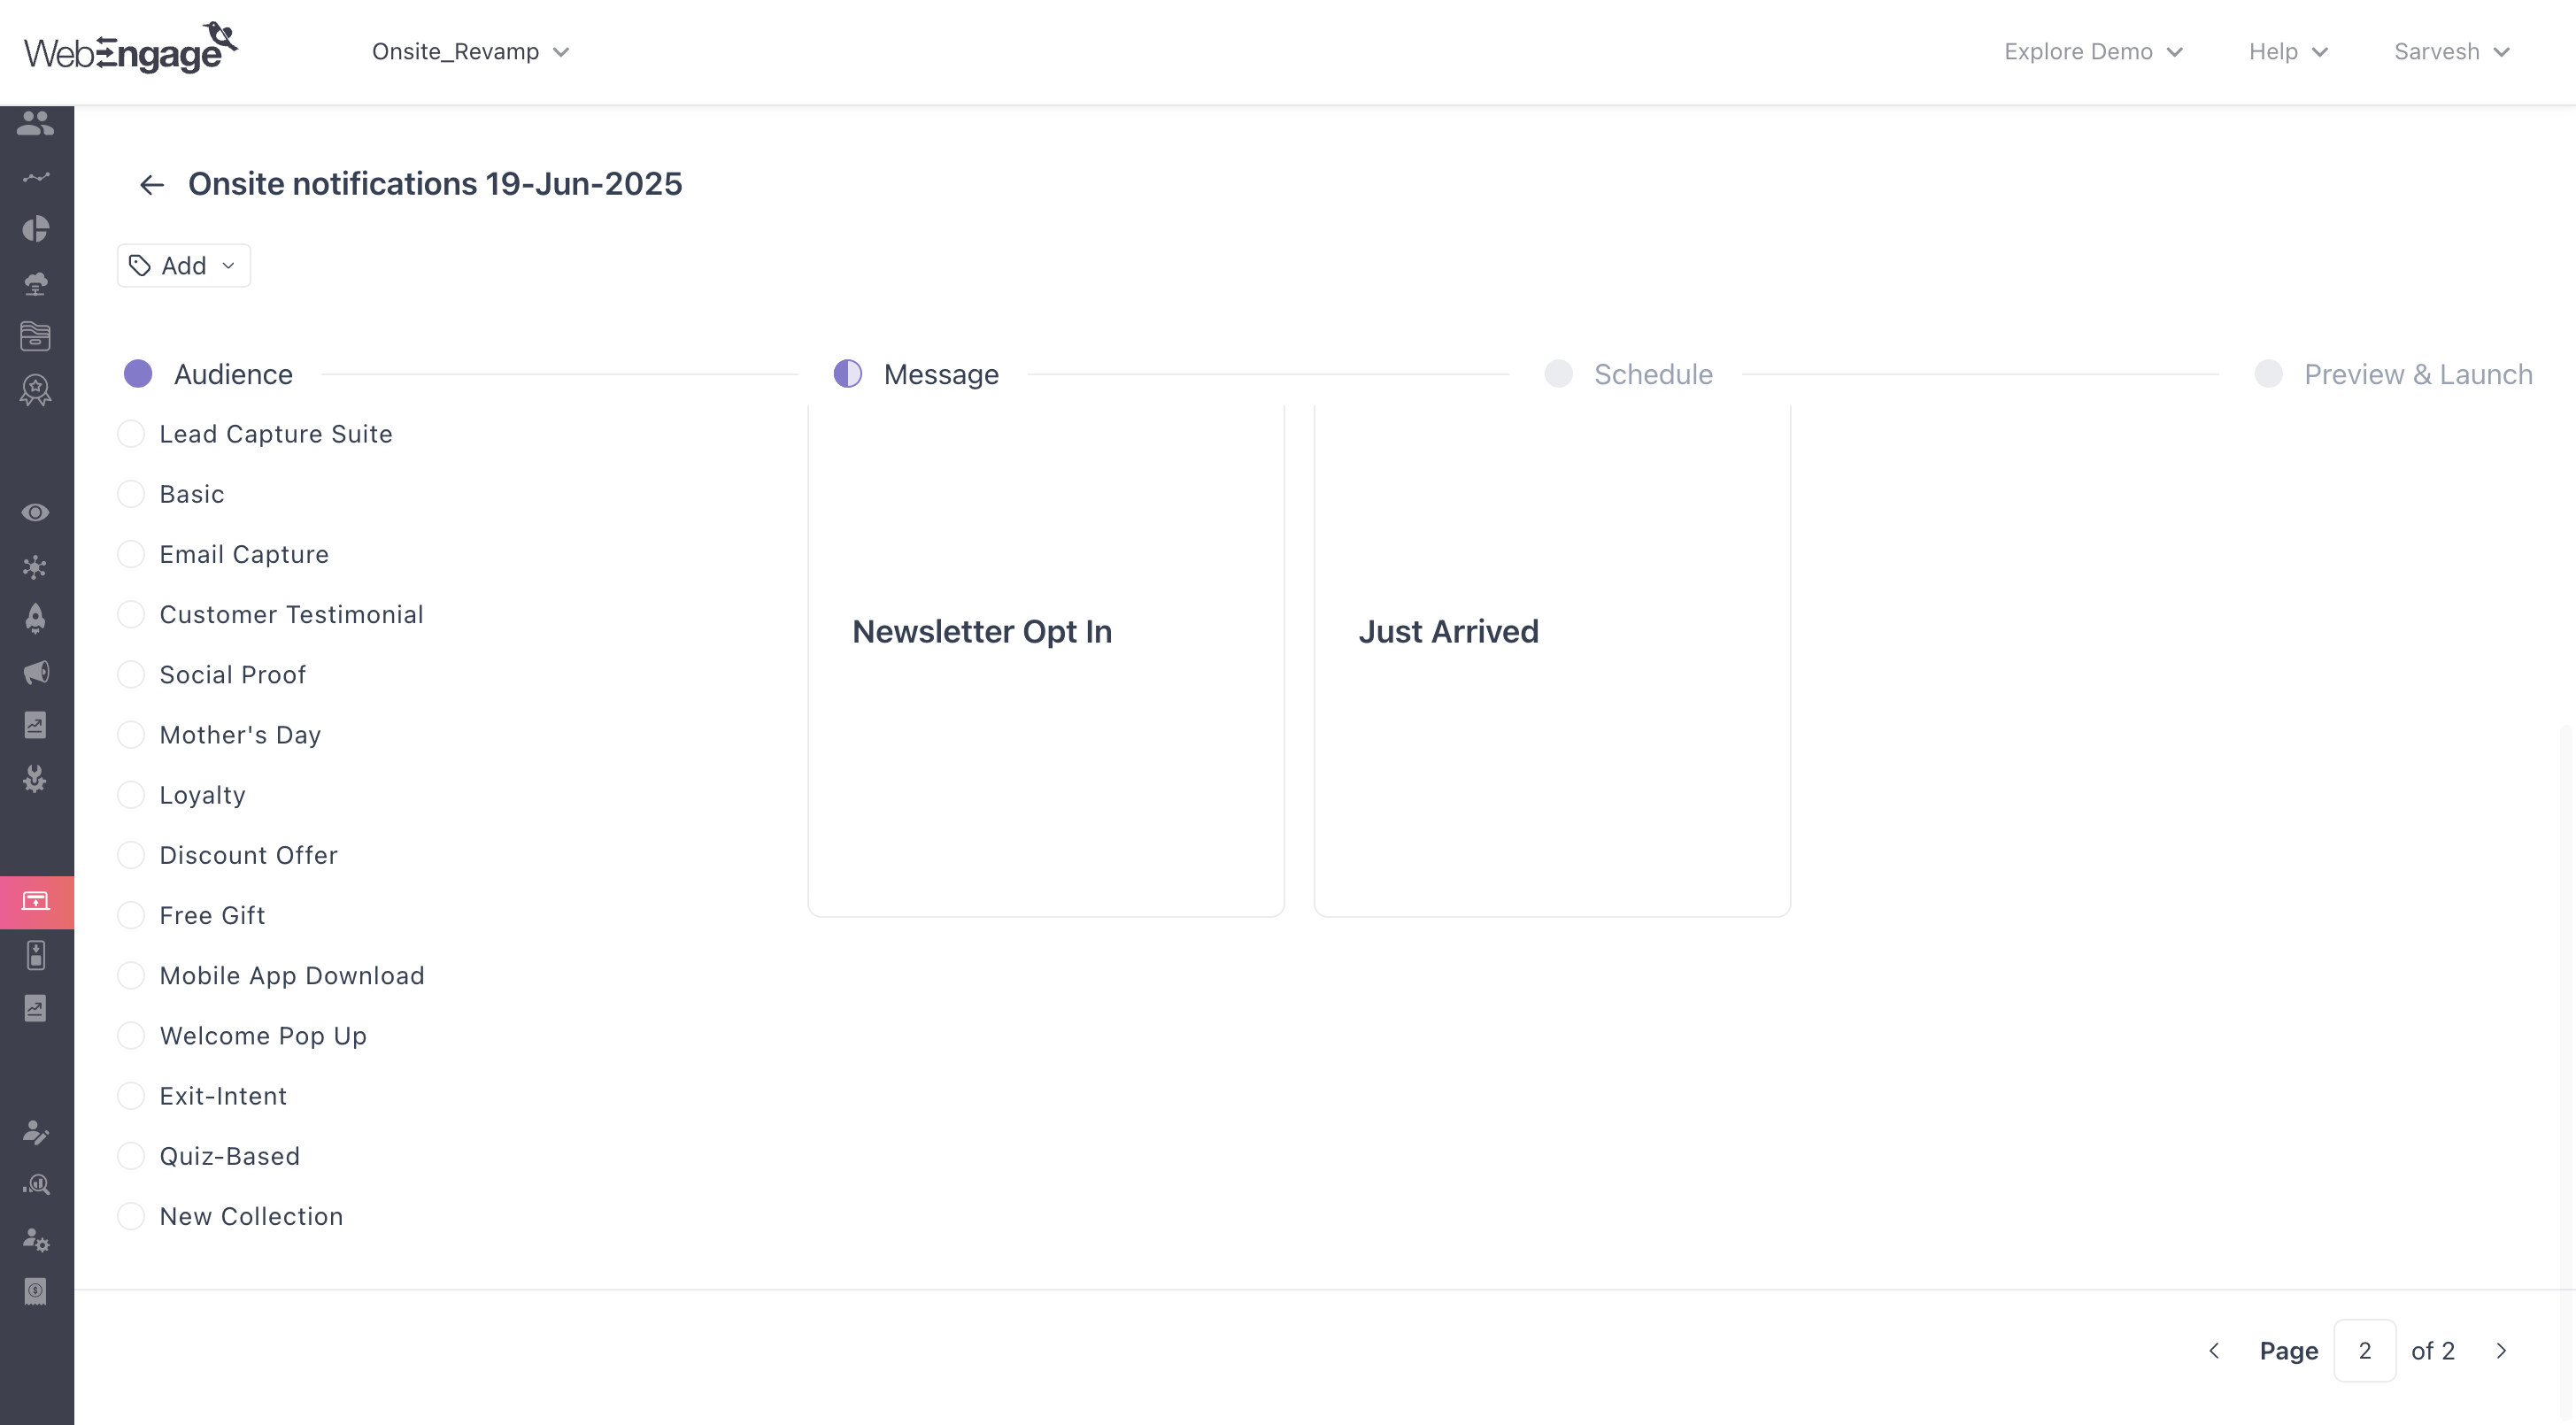 WebEngage
Onsite_Revamp
Explore Demo
Help
Sarvesh
Onsite notifications 19-Jun-2025
Add
Audience
Message
Schedule
Preview & Launch
Lead Capture Suite
Basic
Email Capture
Customer Testimonial
Social Proof
Mother's Day
Loyalty
Discount Offer
Free Gift
Mobile App Download
Welcome Pop Up
Exit-Intent
Quiz-Based
New Collection
Newsletter Opt In
Just Arrived
Page 2 of 2